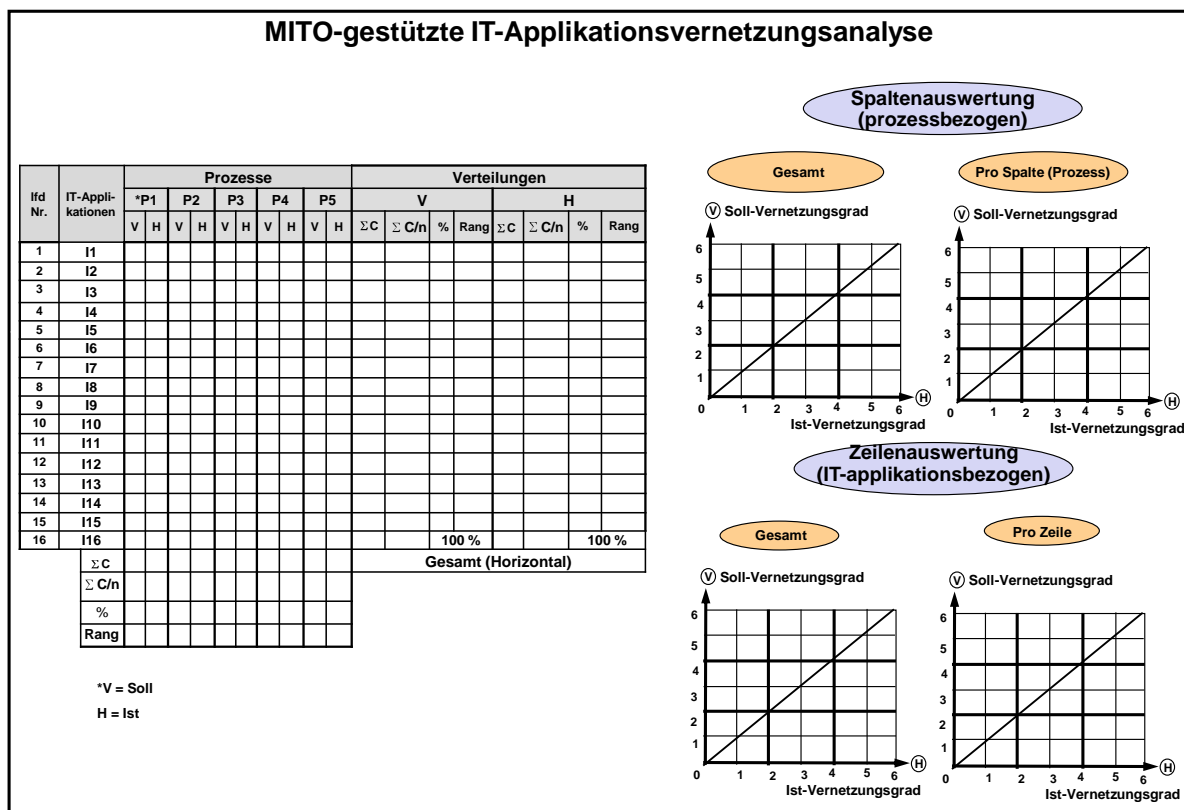 MITO-gestützte IT-Applikationsvernetzungsanalyse
lfd Nr. IT-Appli- kationen Prozesse Verteilungen
*P1 P2 P3 P4 P5 V H
V H V H V H V H V H ΣC Σ C/n % Rang ΣC Σ C/n % Rang
1 I1
2 I2
3 I3
4 I4
5 I5
6 I6
7 I7
8 I8
9 I9
10 I10
11 I11
12 I12
13 I13
14 I14
15 I15
16 I16 100 % 100 %
Σ C Gesamt (Horizontal)
Σ C/n
%
Rang
*V = Soll
H = Ist
Spaltenauswertung
(prozessbezogen)
Gesamt
V Soll-Vernetzungsgrad
6
5
4
3
2
1
0 1 2 3 4 5 6 H
Ist-Vernetzungsgrad
Pro Spalte (Prozess)
V Soll-Vernetzungsgrad
6
5
4
3
2
1
0 1 2 3 4 5 6 H
Ist-Vernetzungsgrad
Zeilenauswertung
(IT-applikationsbezogen)
Gesamt
V Soll-Vernetzungsgrad
6
5
4
3
2
1
0 1 2 3 4 5 6 H
Ist-Vernetzungsgrad
Pro Zeile
V Soll-Vernetzungsgrad
6
5
4
3
2
1
0 1 2 3 4 5 6 H
Ist-Vernetzungsgrad